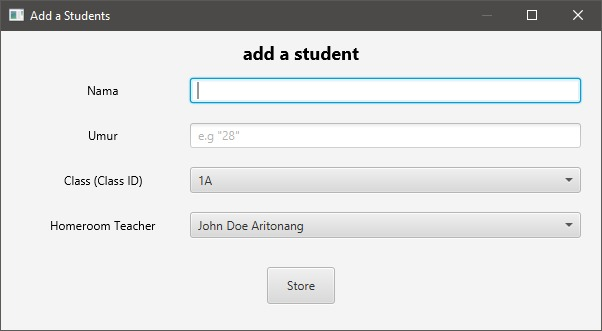 Add a Students
add a student
Nama
Umur
e.g "28"
Class (Class ID)
1A
Homeroom Teacher
John Doe Aritonang
Store